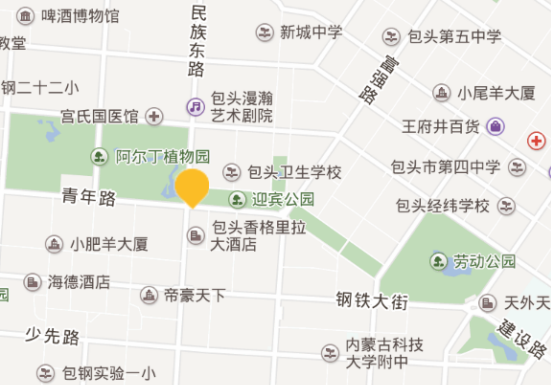 啤酒博物馆
民族东路
新城中学
包头第五中学
教堂
富强路
钢二十二小
包头漫瀚
艺术剧院
小尾羊大厦
宫氏国医馆
王府井百货
阿尔丁植物园
包头卫生学校
包头市第四中学
青年路
迎宾公园
包头经纬学校
包头香格里拉
大酒店
小肥羊大厦
劳动公园
海德酒店
帝豪天下
钢铁大街
天外天
园
少先路
建设路
内蒙古科技
大学附中
包钢实验一小